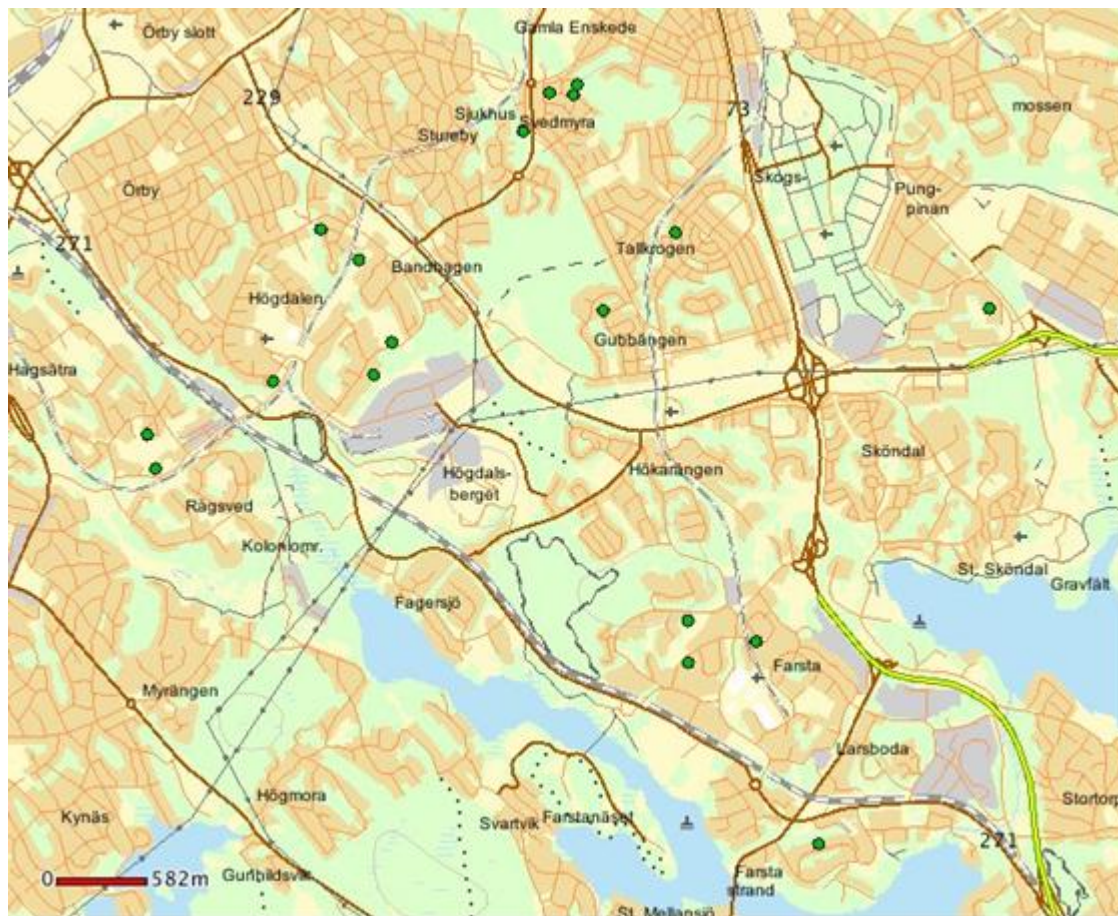 Gamla Enskede
Örby slott
229
Sjukhus
Svedmyra
Stureby
73
mossen
Skogs-
Örby
Pung-
pinan
271
Tallkrogen
Bandhagen
Högdalen
Gubbängen
Hagsätra
Sköndal
Högdals-
berget
Hökarängen
Rågsved
Koloniomr.
St. Sköndal
Gravfält
Fagersjö
Farsta
Myrängen
Larsboda
Högmora
Stortorp
Kynäs
Svartvik
Farstanäset
271
0
582m
Farsta
strand
St. Mellansjö